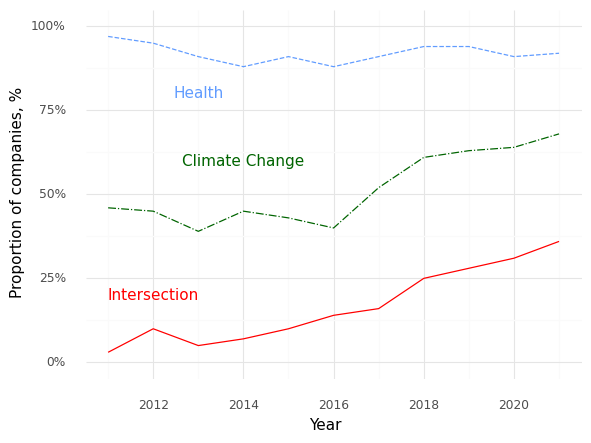 100%
Health
75%
Climate Change
50%
25%
Intersection
0%
Proportion of companies, %
2012 2014 2016 2018 2020
Year